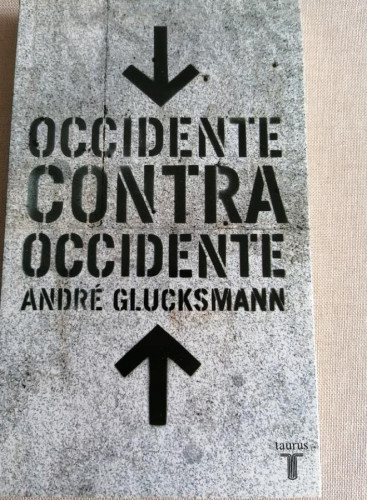 OCCIDENTE
CONTRA
OCCIDENTE
ANDRÉ GLUCKSMANN
taurus